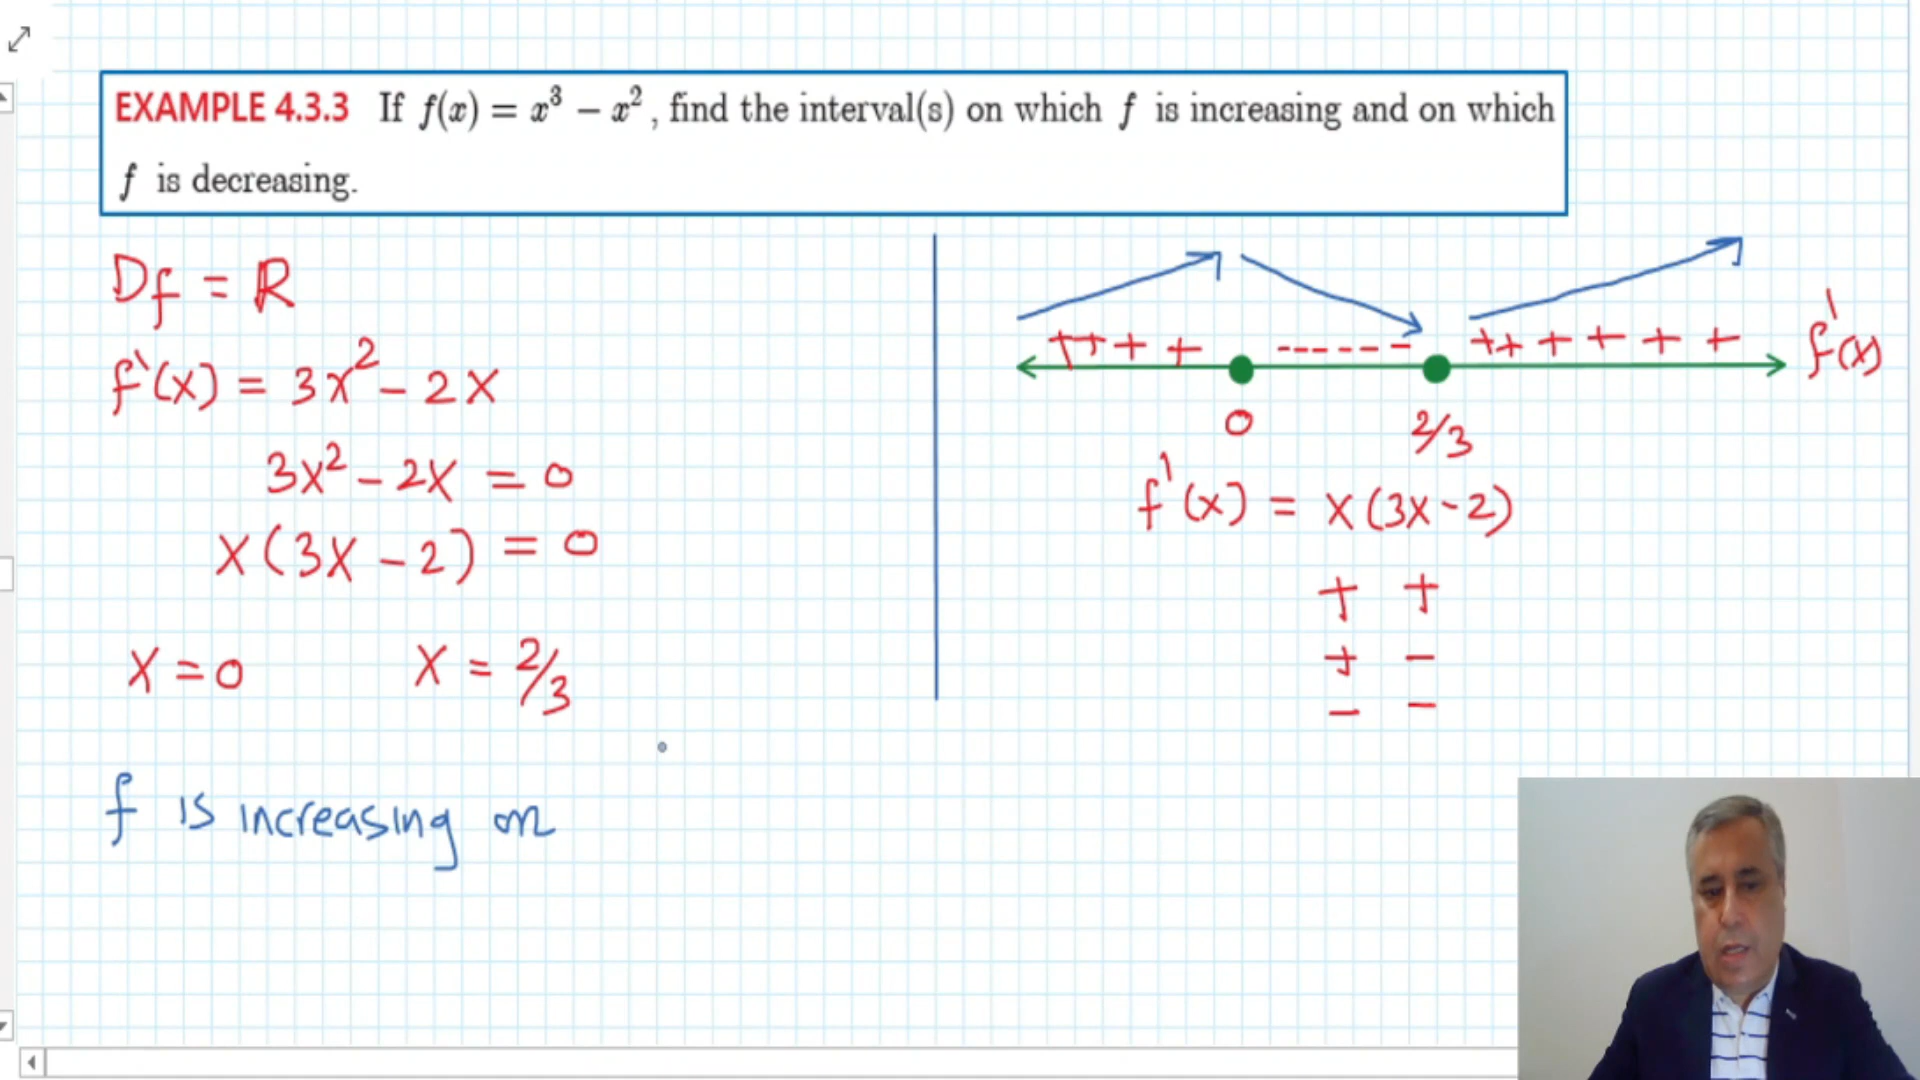 EXAMPLE 4.3.3 If f(x) = x³ − x², find the interval(s) on which f is increasing and on which
f is decreasing.
Df = R
f'(x) = 3x² - 2x
3x² - 2x = 0
x(3x - 2) = 0
x = 0 x = 2/3
f is increasing on
++ + + ------ ++ + + + + f'(x)
0 2/3
f'(x) = x(3x-2)
+ +
+ -
- -